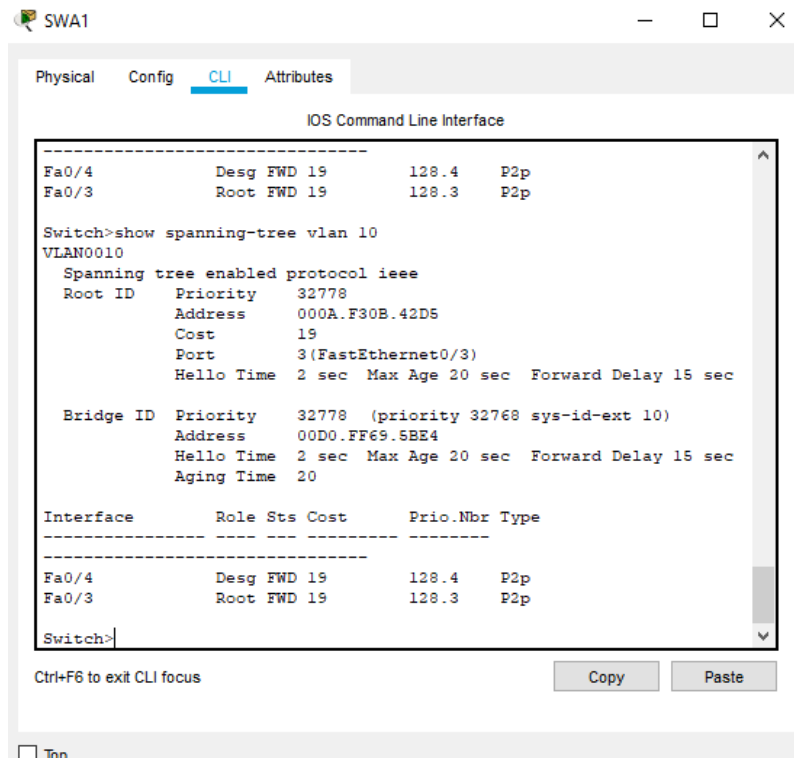 SWA1
Physical Config CLI Attributes
IOS Command Line Interface
--------------------------------
Fa0/4            Desg FWD 19        128.4    P2p
Fa0/3            Root FWD 19        128.3    P2p
Switch>show spanning-tree vlan 10
VLAN0010
  Spanning tree enabled protocol ieee
  Root ID    Priority    32778
             Address     000A.F30B.42D5
             Cost        19
             Port        3(FastEthernet0/3)
             Hello Time  2 sec  Max Age 20 sec  Forward Delay 15 sec
  Bridge ID  Priority    32778  (priority 32768 sys-id-ext 10)
             Address     00D0.FF69.5BE4
             Hello Time  2 sec  Max Age 20 sec  Forward Delay 15 sec
             Aging Time  20
Interface        Role Sts Cost      Prio.Nbr Type
---------------- ---- --- --------- --------
--------------------------------
Fa0/4            Desg FWD 19        128.4    P2p
Fa0/3            Root FWD 19        128.3    P2p
Switch>
Ctrl+F6 to exit CLI focus
Copy Paste
Top